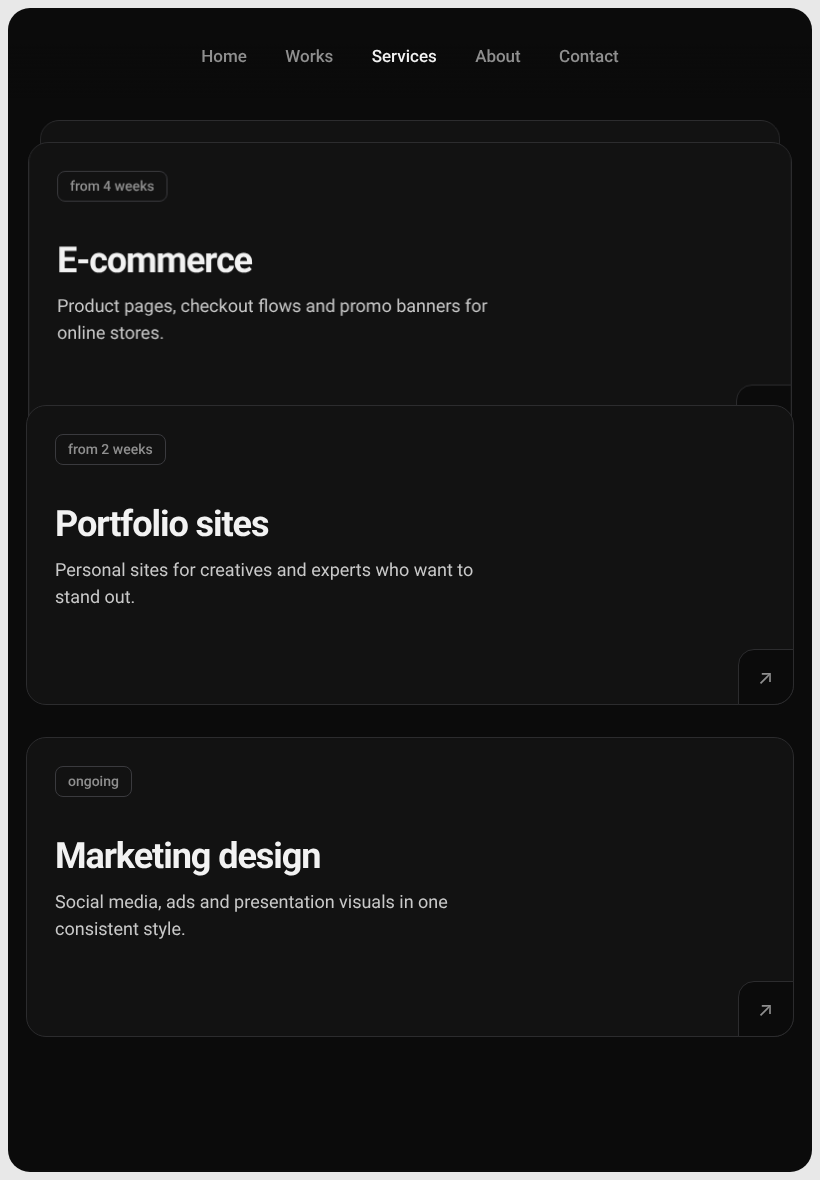 Home Works Services About Contact
from 4 weeks
E-commerce
Product pages, checkout flows and promo banners for
online stores.
from 2 weeks
Portfolio sites
Personal sites for creatives and experts who want to
stand out.
ongoing
Marketing design
Social media, ads and presentation visuals in one
consistent style.